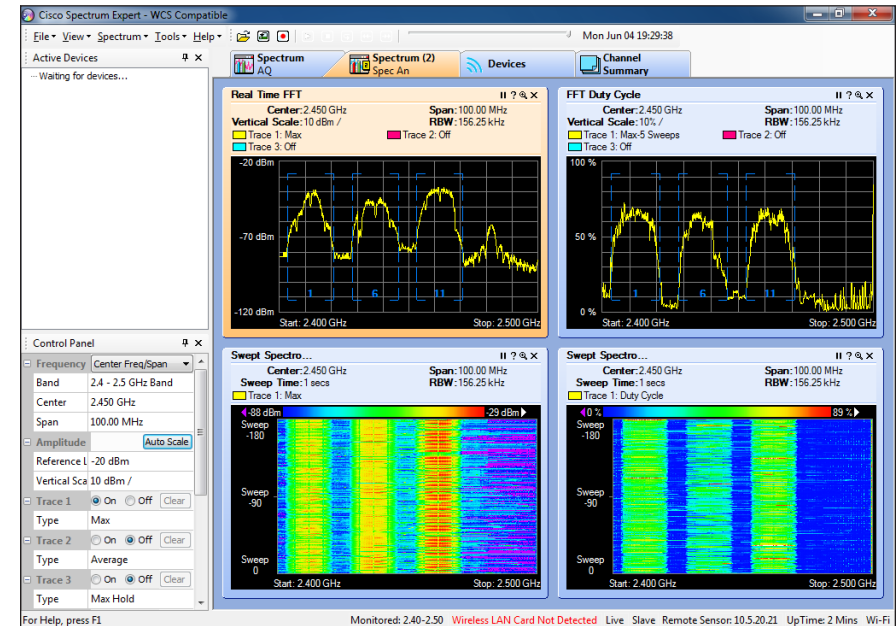 Cisco Spectrum Expert - WCS Compatible
File View Spectrum Tools Help Mon Jun 04 19:29:38
Active Devices
Waiting for devices...
Spectrum
AQ
Spectrum (2)
Spec An
Devices
Channel
Summary
Real Time FFT
Center: 2.450 GHz Span: 100.00 MHz
Vertical Scale: 10 dBm / RBW: 156.25 kHz
Trace 1: Max Trace 2: Off
Trace 3: Off
-20 dBm
-70 dBm
-120 dBm
1 6 11
Start: 2.400 GHz Stop: 2.500 GHz
FFT Duty Cycle
Center: 2.450 GHz Span: 100.00 MHz
Vertical Scale: 10% / RBW: 156.25 kHz
Trace 1: Max-5 Sweeps Trace 2: Off
Trace 3: Off
100 %
50 %
0 %
1 6 11
Start: 2.400 GHz Stop: 2.500 GHz
Control Panel
Frequency Center Freq/Span
Band 2.4 - 2.5 GHz Band
Center 2.450 GHz
Span 100.00 MHz
Amplitude Auto Scale
Reference L -20 dBm
Vertical Sca 10 dBm /
Trace 1 On Off Clear
Type Max
Trace 2 On Off Clear
Type Average
Trace 3 On Off Clear
Type Max Hold
Swept Spectro...
Center: 2.450 GHz Span: 100.00 MHz
Sweep Time: 1 secs RBW: 156.25 kHz
Trace 1: Max
-88 dBm -29 dBm
Sweep
-180
Sweep
-90
Sweep
0
Start: 2.400 GHz Stop: 2.500 GHz
Swept Spectro...
Center: 2.450 GHz Span: 100.00 MHz
Sweep Time: 1 secs RBW: 156.25 kHz
Trace 1: Duty Cycle
0 % 89 %
Sweep
-180
Sweep
-90
Sweep
0
Start: 2.400 GHz Stop: 2.500 GHz
For Help, press F1 Monitored: 2.40-2.50 Wireless LAN Card Not Detected Live Slave Remote Sensor: 10.5.20.21 UpTime: 2 Mins Wi-Fi